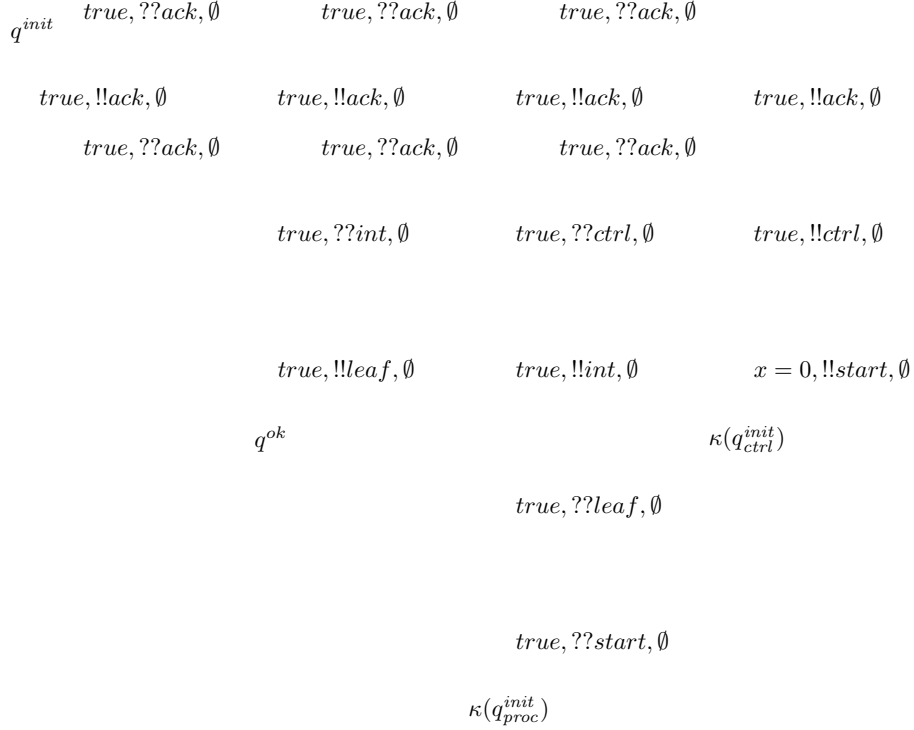 true, ??ack, ∅ true, ??ack, ∅ true, ??ack, ∅
q^{init}
true, !!ack, ∅ true, !!ack, ∅ true, !!ack, ∅ true, !!ack, ∅
true, ??ack, ∅ true, ??ack, ∅ true, ??ack, ∅
true, ??int, ∅ true, ??ctrl, ∅ true, !!ctrl, ∅
true, !!leaf, ∅ true, !!int, ∅ x = 0, !!start, ∅
q^{ok} κ(q^{init}_{ctrl})
true, ??leaf, ∅
true, ??start, ∅
κ(q^{init}_{proc})